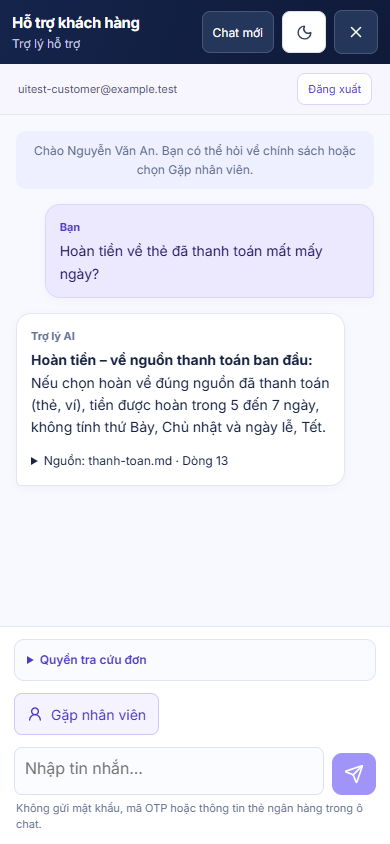 Hỗ trợ khách hàng
Trợ lý hỗ trợ
Chat mới
uitest-customer@example.test
Đăng xuất
Chào Nguyễn Văn An. Bạn có thể hỏi về chính sách hoặc
chọn Gặp nhân viên.
Bạn
Hoàn tiền về thẻ đã thanh toán mất mấy
ngày?
Trợ lý AI
Hoàn tiền – về nguồn thanh toán ban đầu:
Nếu chọn hoàn về đúng nguồn đã thanh toán
(thẻ, ví), tiền được hoàn trong 5 đến 7 ngày,
không tính thứ Bảy, Chủ nhật và ngày lễ, Tết.
Nguồn: thanh-toan.md · Dòng 13
Quyền tra cứu đơn
Gặp nhân viên
Nhập tin nhắn...
Không gửi mật khẩu, mã OTP hoặc thông tin thẻ ngân hàng trong ô
chat.